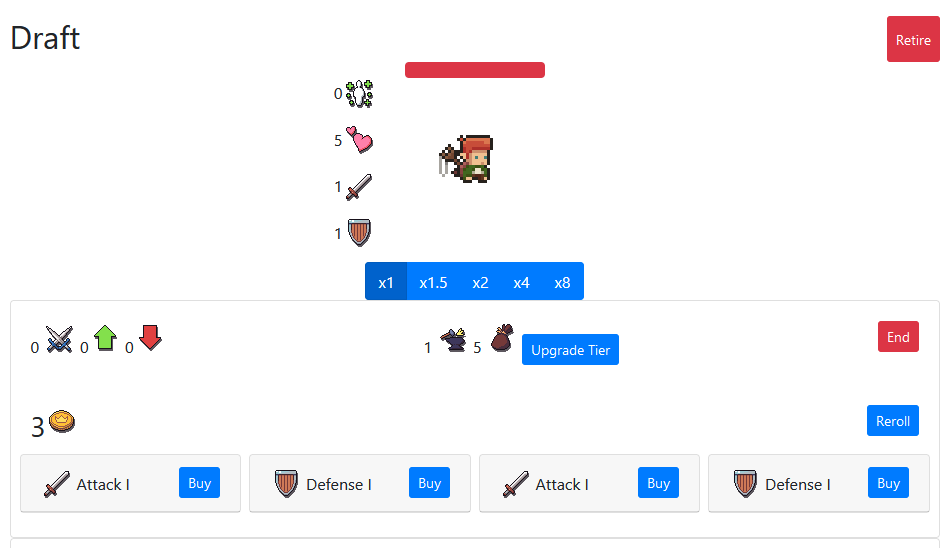 Draft
Retire
0
5
1
1
x1 x1.5 x2 x4 x8
0 0 0 1 5 Upgrade Tier End
3 Reroll
Attack I Buy Defense I Buy Attack I Buy Defense I Buy